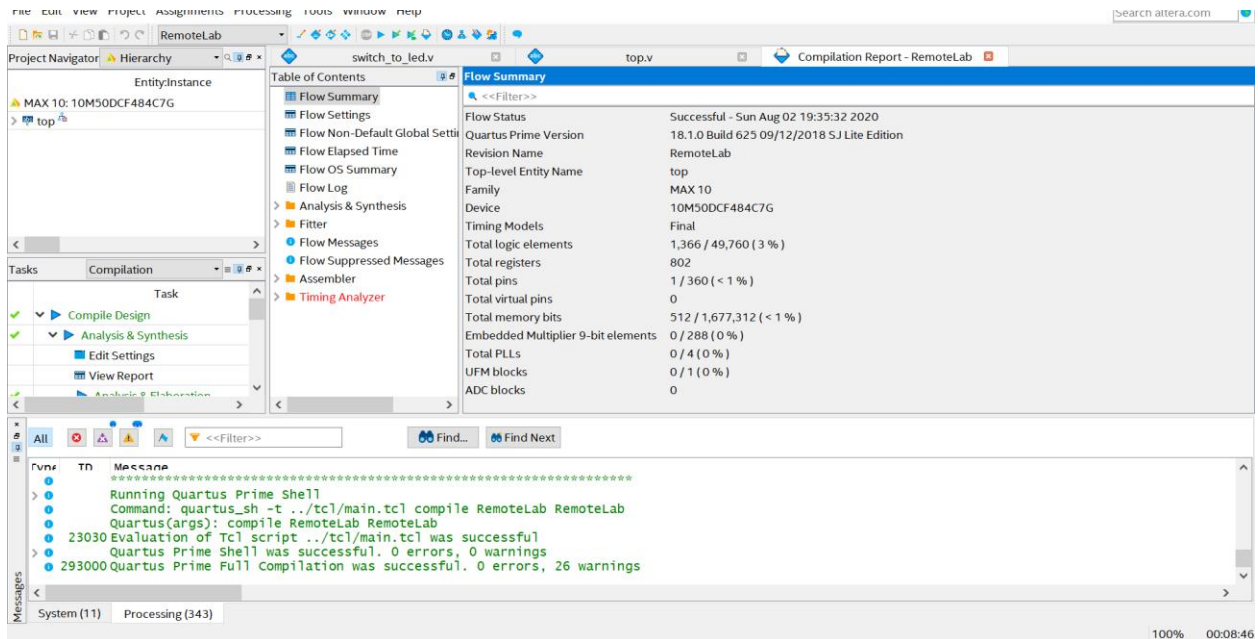 File Edit View Project Assignments Processing Tools Window Help
Search altera.com
RemoteLab
Project Navigator Hierarchy
Entity:Instance
MAX 10: 10M50DCF484C7G
top
Tasks Compilation
Task
Compile Design
Analysis & Synthesis
Edit Settings
View Report
Analysis & Elaboration
switch_to_led.v
top.v
Compilation Report - RemoteLab
Table of Contents
Flow Summary
Flow Settings
Flow Non-Default Global Settin
Flow Elapsed Time
Flow OS Summary
Flow Log
Analysis & Synthesis
Fitter
Flow Messages
Flow Suppressed Messages
Assembler
Timing Analyzer
Flow Summary
<<Filter>>
Flow Status Successful - Sun Aug 02 19:35:32 2020
Quartus Prime Version 18.1.0 Build 625 09/12/2018 SJ Lite Edition
Revision Name RemoteLab
Top-level Entity Name top
Family MAX 10
Device 10M50DCF484C7G
Timing Models Final
Total logic elements 1,366 / 49,760 ( 3 % )
Total registers 802
Total pins 1 / 360 ( < 1 % )
Total virtual pins 0
Total memory bits 512 / 1,677,312 ( < 1 % )
Embedded Multiplier 9-bit elements 0 / 288 ( 0 % )
Total PLLs 0 / 4 ( 0 % )
UFM blocks 0 / 1 ( 0 % )
ADC blocks 0
All <<Filter>> Find... Find Next
Type ID Message
Running Quartus Prime Shell
Command: quartus_sh -t ../tcl/main.tcl compile RemoteLab RemoteLab
Quartus(args): compile RemoteLab RemoteLab
23030 Evaluation of Tcl script ../tcl/main.tcl was successful
Quartus Prime Shell was successful. 0 errors, 0 warnings
293000 Quartus Prime Full Compilation was successful. 0 errors, 26 warnings
Messages
System (11) Processing (343)
100% 00:08:46